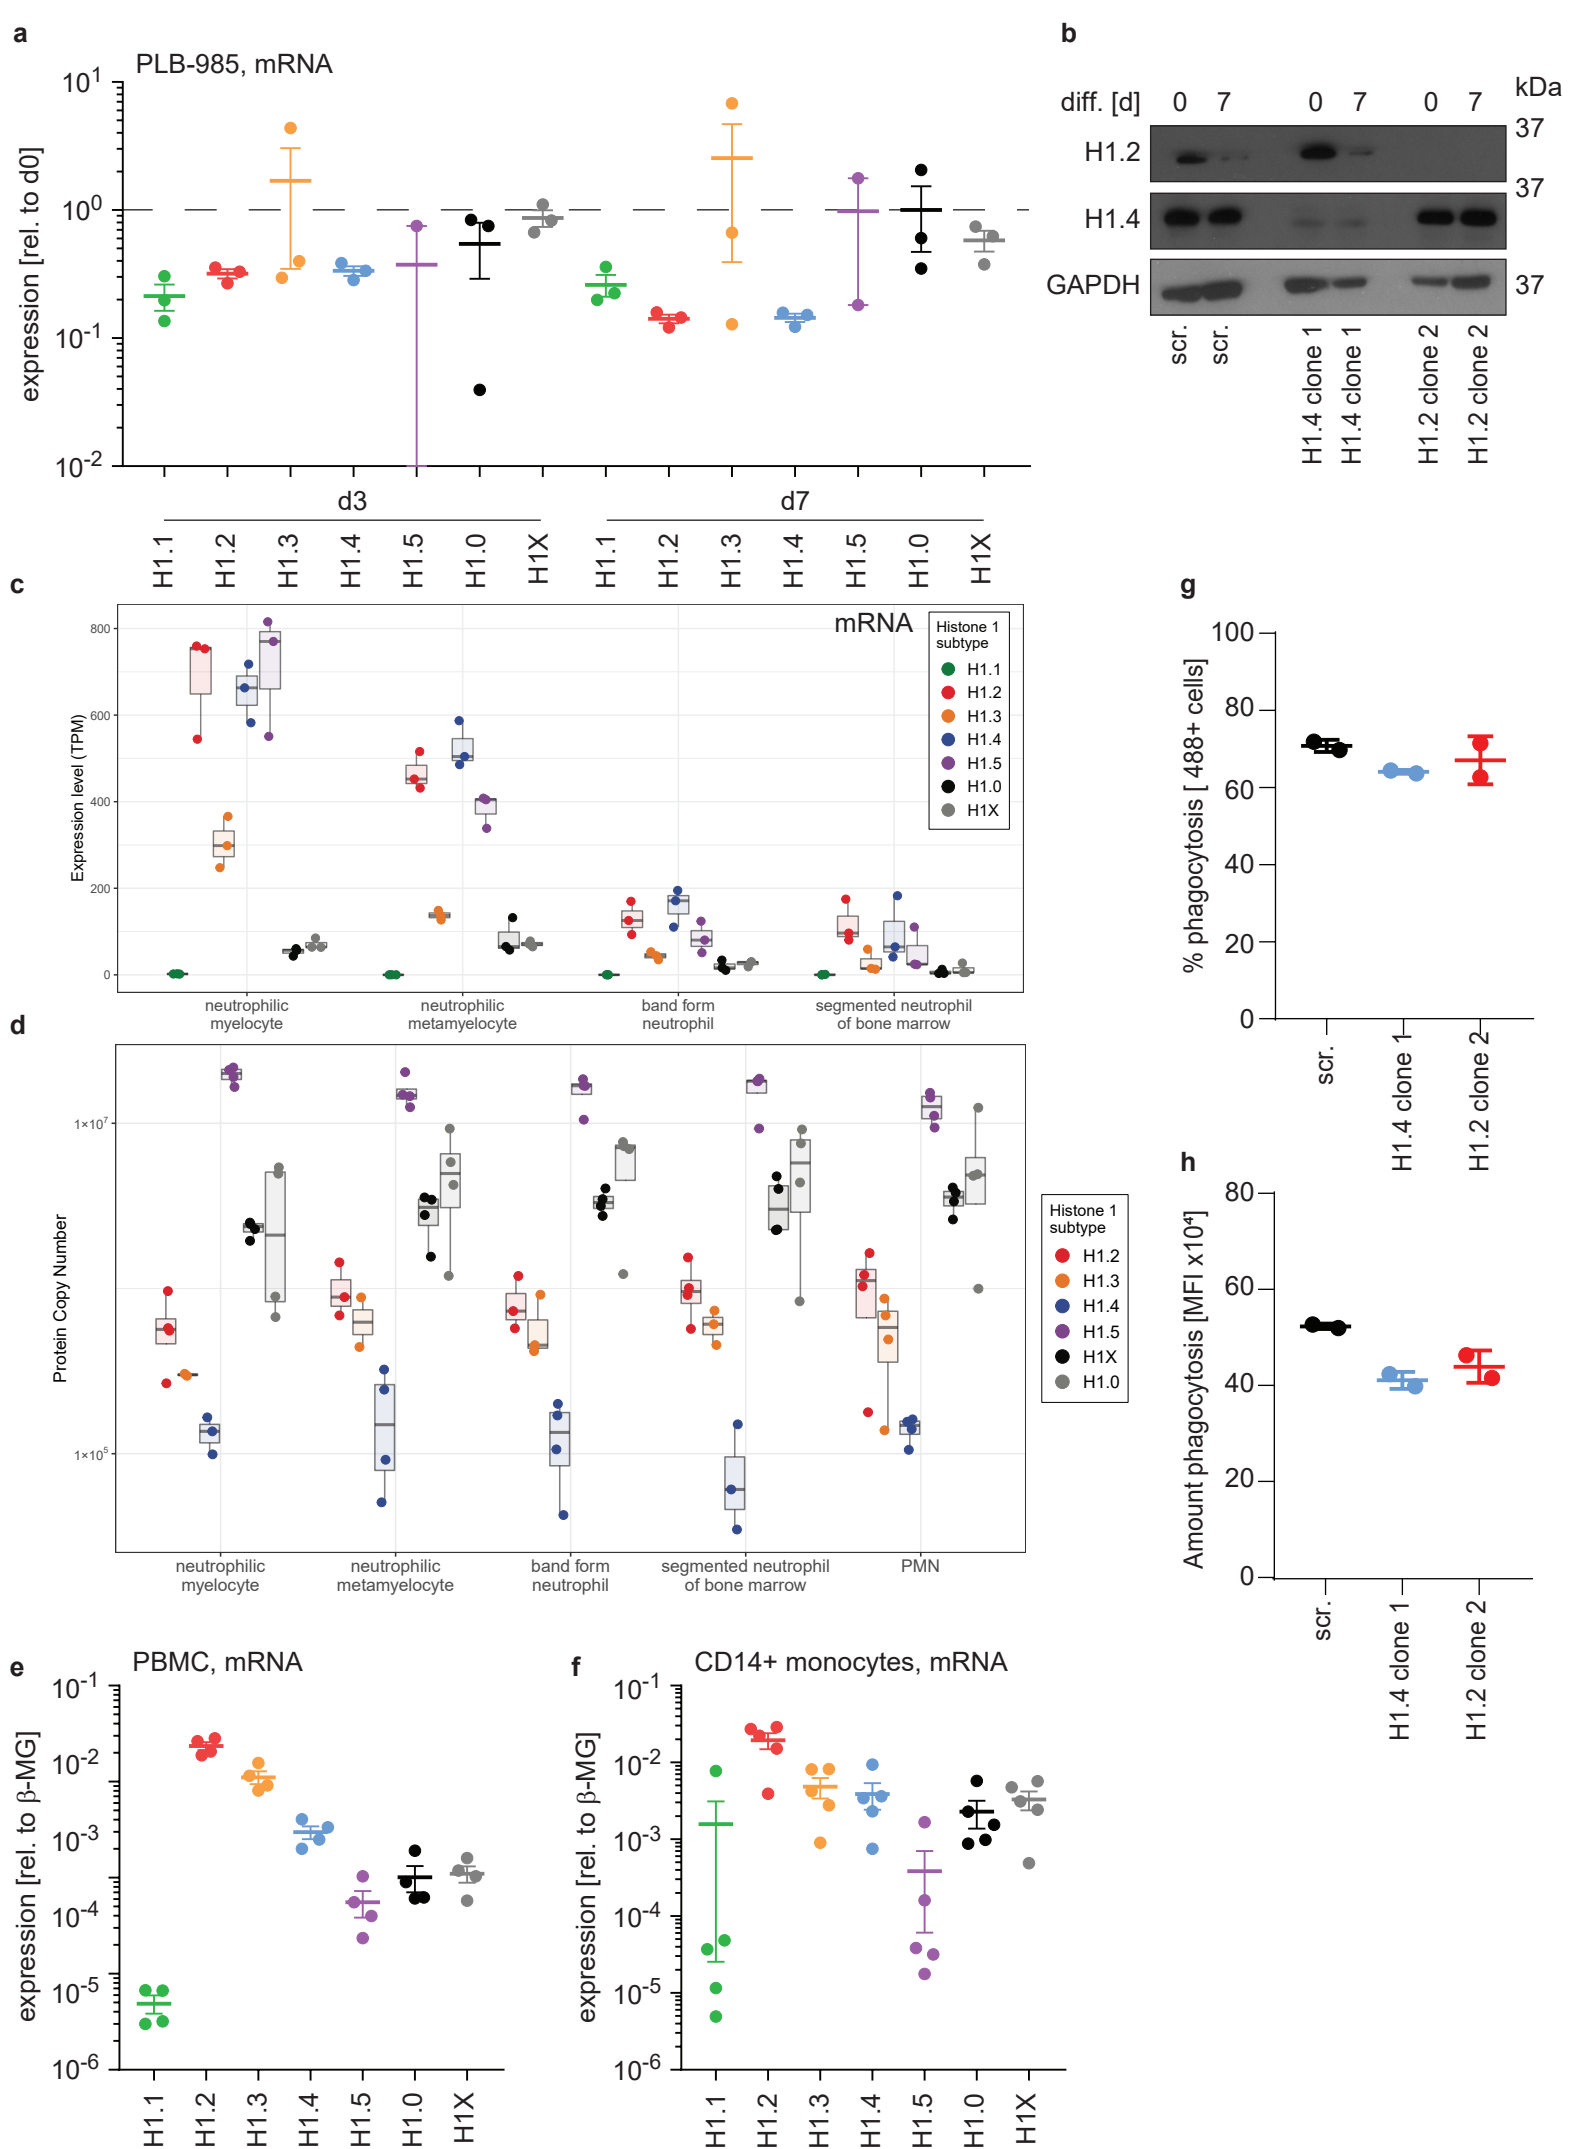 a
PLB-985, mRNA
expression [rel. to d0]
10¹
10⁰
10⁻¹
10⁻²
d3
d7
H1.1
H1.2
H1.3
H1.4
H1.5
H1.0
H1X
H1.1
H1.2
H1.3
H1.4
H1.5
H1.0
H1X
b
diff. [d]
0
7
0
7
0
7
kDa
H1.2
37
H1.4
37
GAPDH
37
scr.
scr.
H1.4 clone 1
H1.4 clone 1
H1.2 clone 2
H1.2 clone 2
c
mRNA
Expression level (TPM)
800
600
400
200
0
Histone 1
subtype
H1.1
H1.2
H1.3
H1.4
H1.5
H1.0
H1X
neutrophilic
myelocyte
neutrophilic
metamyelocyte
band form
neutrophil
segmented neutrophil
of bone marrow
d
Protein Copy Number
1×10⁷
1×10⁵
neutrophilic
myelocyte
neutrophilic
metamyelocyte
band form
neutrophil
segmented neutrophil
of bone marrow
PMN
Histone 1
subtype
H1.2
H1.3
H1.4
H1.5
H1X
H1.0
e
PBMC, mRNA
expression [rel. to β-MG]
10⁻¹
10⁻²
10⁻³
10⁻⁴
10⁻⁵
10⁻⁶
H1.1
H1.2
H1.3
H1.4
H1.5
H1.0
H1X
f
CD14+ monocytes, mRNA
expression [rel. to β-MG]
10⁻¹
10⁻²
10⁻³
10⁻⁴
10⁻⁵
10⁻⁶
H1.1
H1.2
H1.3
H1.4
H1.5
H1.0
H1X
g
% phagocytosis [ 488+ cells]
100
80
60
40
20
0
scr.
H1.4 clone 1
H1.2 clone 2
h
Amount phagocytosis [MFI x10⁴]
80
60
40
20
0
scr.
H1.4 clone 1
H1.2 clone 2